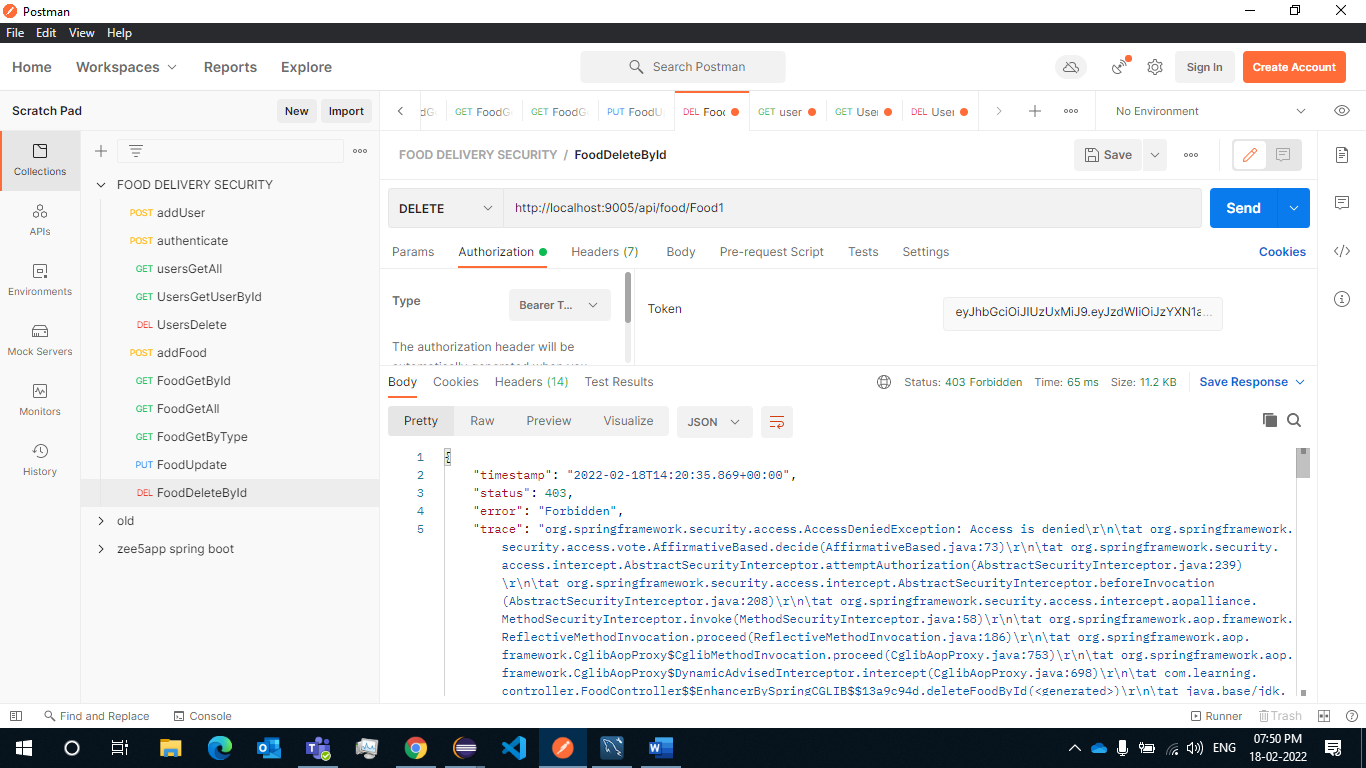 Postman
File Edit View Help
Home Workspaces Reports Explore Search Postman Sign In Create Account
Scratch Pad New Import
GET FoodG GET FoodG PUT FoodU DEL Food GET user GET User DEL User No Environment
Collections
APIs
Environments
Mock Servers
Monitors
History
FOOD DELIVERY SECURITY
POST addUser
POST authenticate
GET usersGetAll
GET UsersGetUserById
DEL UsersDelete
POST addFood
GET FoodGetById
GET FoodGetAll
GET FoodGetByType
PUT FoodUpdate
DEL FoodDeleteById
old
zee5app spring boot
FOOD DELIVERY SECURITY / FoodDeleteById Save
DELETE http://localhost:9005/api/food/Food1 Send
Params Authorization Headers (7) Body Pre-request Script Tests Settings Cookies
Type Bearer T...
The authorization header will be
Token eyJhbGciOiJIUzUxMiJ9.eyJzdWIiOiJzYXN1a...
Body Cookies Headers (14) Test Results Status: 403 Forbidden Time: 65 ms Size: 11.2 KB Save Response
Pretty Raw Preview Visualize JSON
1 {
2 "timestamp": "2022-02-18T14:20:35.869+00:00",
3 "status": 403,
4 "error": "Forbidden",
5 "trace": "org.springframework.security.access.AccessDeniedException: Access is denied\r\n\tat org.springframework.
security.access.vote.AffirmativeBased.decide(AffirmativeBased.java:73)\r\n\tat org.springframework.security.
access.intercept.AbstractSecurityInterceptor.attemptAuthorization(AbstractSecurityInterceptor.java:239)
\r\n\tat org.springframework.security.access.intercept.AbstractSecurityInterceptor.beforeInvocation
(AbstractSecurityInterceptor.java:208)\r\n\tat org.springframework.security.access.intercept.aopalliance.
MethodSecurityInterceptor.invoke(MethodSecurityInterceptor.java:58)\r\n\tat org.springframework.aop.framework.
ReflectiveMethodInvocation.proceed(ReflectiveMethodInvocation.java:186)\r\n\tat org.springframework.aop.
framework.CglibAopProxy$CglibMethodInvocation.proceed(CglibAopProxy.java:753)\r\n\tat org.springframework.aop.
framework.CglibAopProxy$DynamicAdvisedInterceptor.intercept(CglibAopProxy.java:698)\r\n\tat com.learning.
controller.FoodController$$EnhancerBySpringCGLIB$$13a9c94d.deleteFoodById(<generated>)\r\n\tat java.base/jdk.
Find and Replace Console Runner Trash
ENG 07:50 PM
18-02-2022